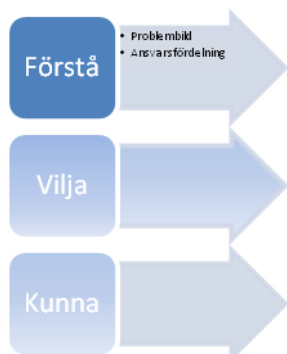 Förstå
• Problembild
• Ansvarsfördelning
Vilja
Kunna